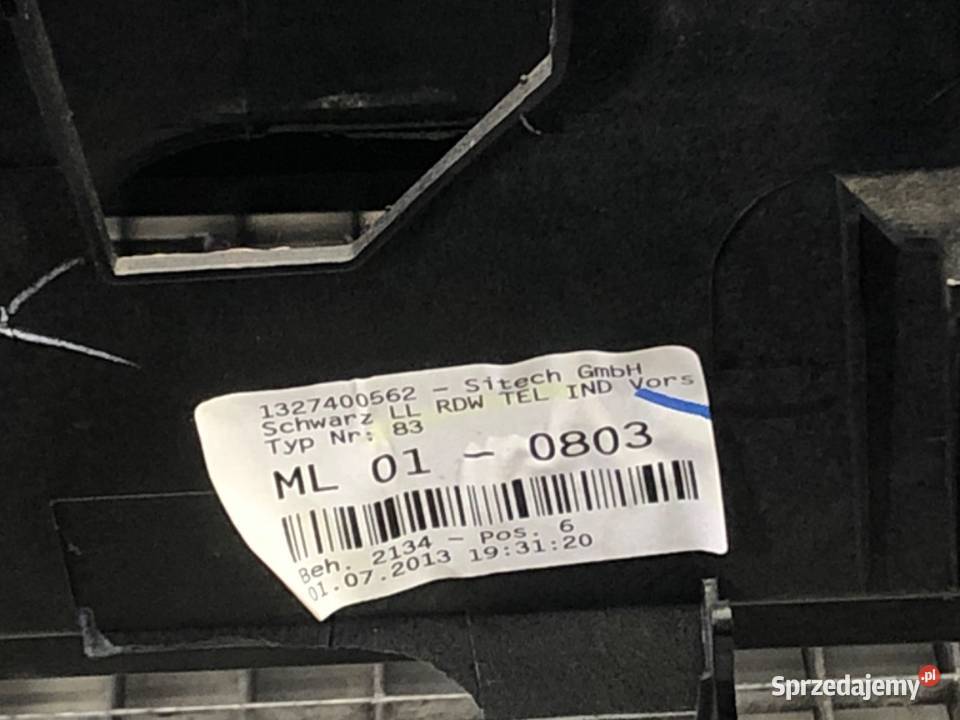 1327400562 - Sitech GmbH
Schwarz LL RDW TEL IND Vors
Typ Nr: 83
ML 01 - 0803
Beh. 2134 - Pos. 6
01.07.2013 19:31:20
Sprzedajemy.pl